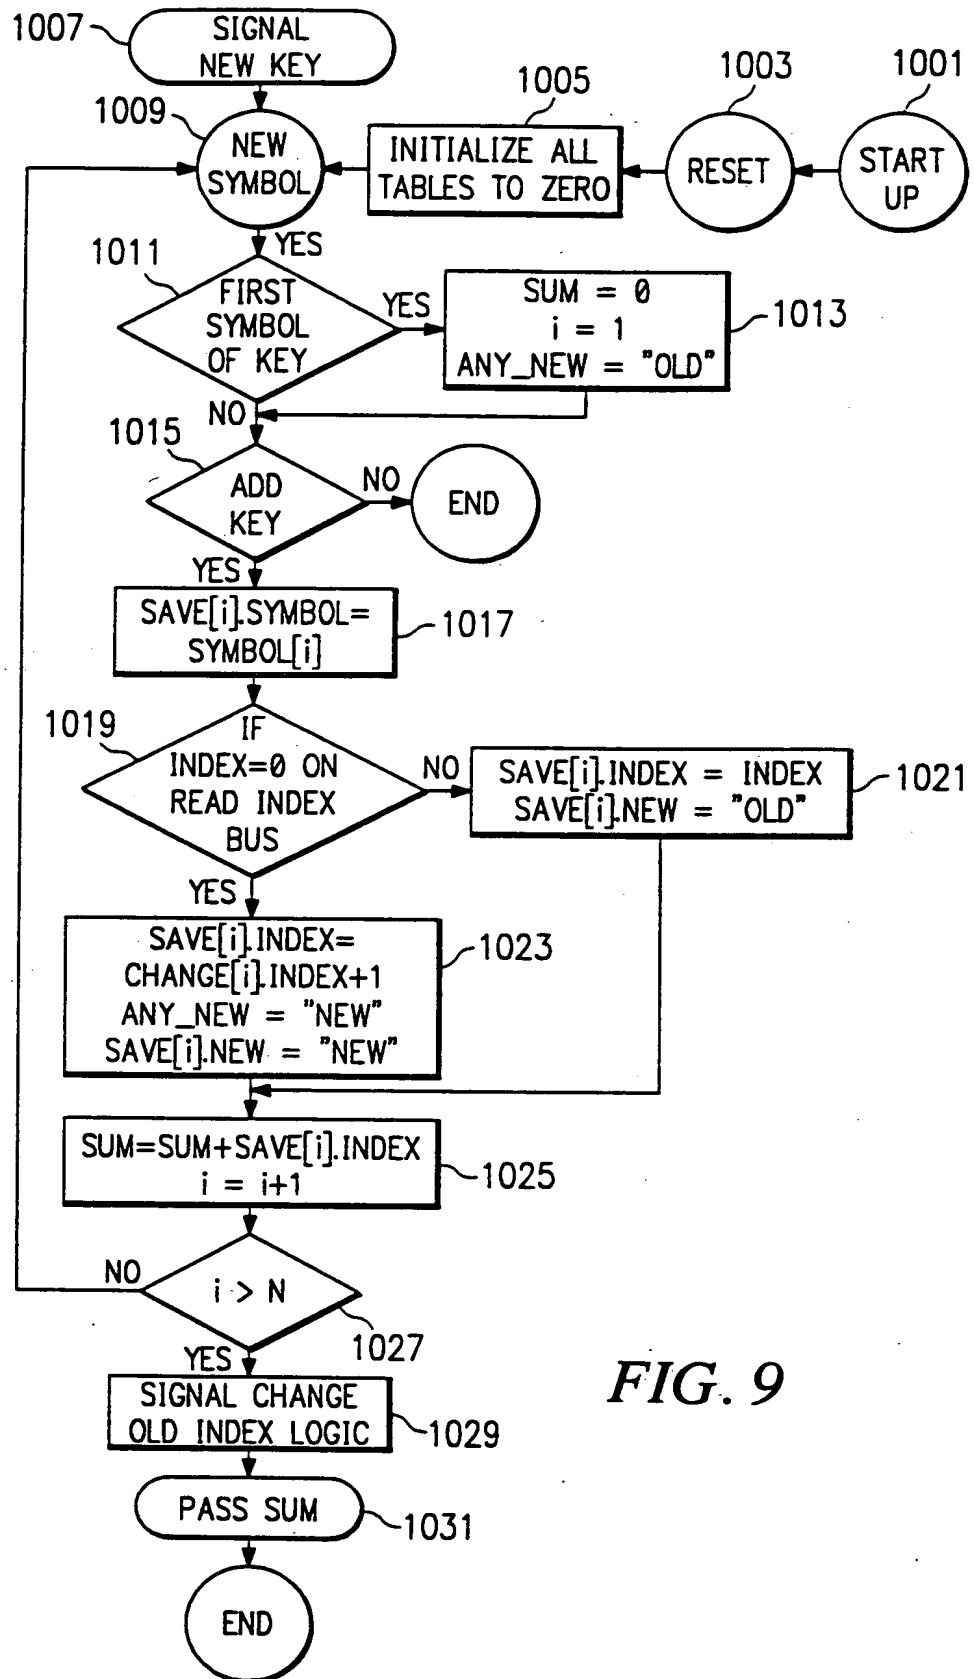 1007
SIGNAL
NEW KEY
1009
NEW
SYMBOL
1005
INITIALIZE ALL
TABLES TO ZERO
1003
RESET
1001
START
UP
YES
1011
FIRST
SYMBOL
OF KEY
YES
SUM = 0
i = 1
ANY_NEW = "OLD"
1013
NO
1015
ADD
KEY
NO
END
YES
SAVE[i].SYMBOL=
SYMBOL[i]
1017
1019
IF
INDEX=0 ON
READ INDEX
BUS
NO
SAVE[i].INDEX = INDEX
SAVE[i].NEW = "OLD"
1021
YES
SAVE[i].INDEX=
CHANGE[i].INDEX+1
ANY_NEW = "NEW"
SAVE[i].NEW = "NEW"
1023
SUM=SUM+SAVE[i].INDEX
i = i+1
1025
NO
i > N
1027
YES
SIGNAL CHANGE
OLD INDEX LOGIC
1029
PASS SUM
1031
END
FIG. 9